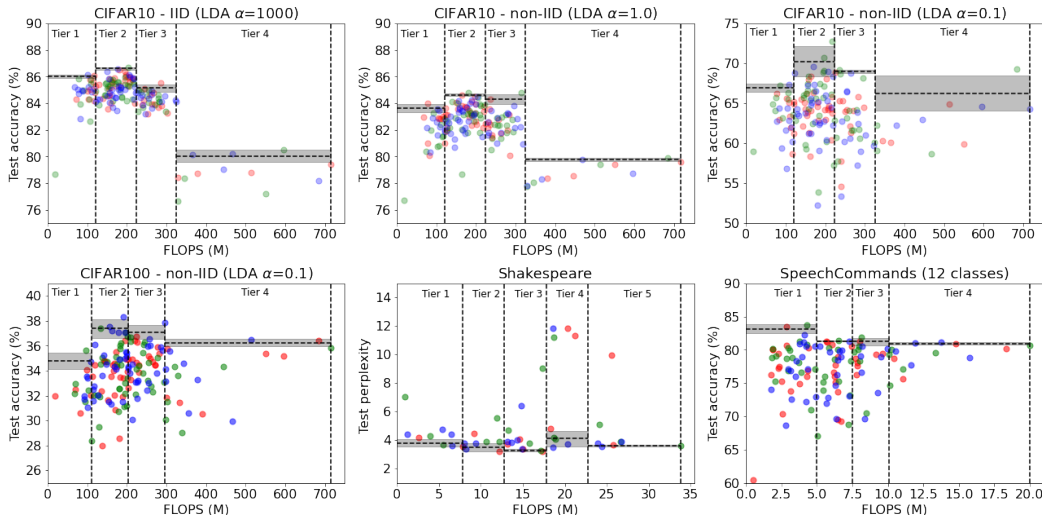 CIFAR10 - IID (LDA α=1000)
Tier 1 Tier 2 Tier 3 Tier 4
Test accuracy (%)
90
88
86
84
82
80
78
76
0 100 200 300 400 500 600 700
FLOPS (M)
CIFAR10 - non-IID (LDA α=1.0)
Tier 1 Tier 2 Tier 3 Tier 4
Test accuracy (%)
90
88
86
84
82
80
78
76
0 100 200 300 400 500 600 700
FLOPS (M)
CIFAR10 - non-IID (LDA α=0.1)
Tier 1 Tier 2 Tier 3 Tier 4
Test accuracy (%)
75
70
65
60
55
50
0 100 200 300 400 500 600 700
FLOPS (M)
CIFAR100 - non-IID (LDA α=0.1)
Tier 1 Tier 2 Tier 3 Tier 4
Test accuracy (%)
40
38
36
34
32
30
28
26
0 100 200 300 400 500 600 700
FLOPS (M)
Shakespeare
Tier 1 Tier 2 Tier 3 Tier 4 Tier 5
Test perplexity
14
12
10
8
6
4
2
0 5 10 15 20 25 30 35
FLOPS (M)
SpeechCommands (12 classes)
Tier 1 Tier 2 Tier 3 Tier 4
Test accuracy (%)
90
85
80
75
70
65
60
0.0 2.5 5.0 7.5 10.0 12.5 15.0 17.5 20.0
FLOPS (M)